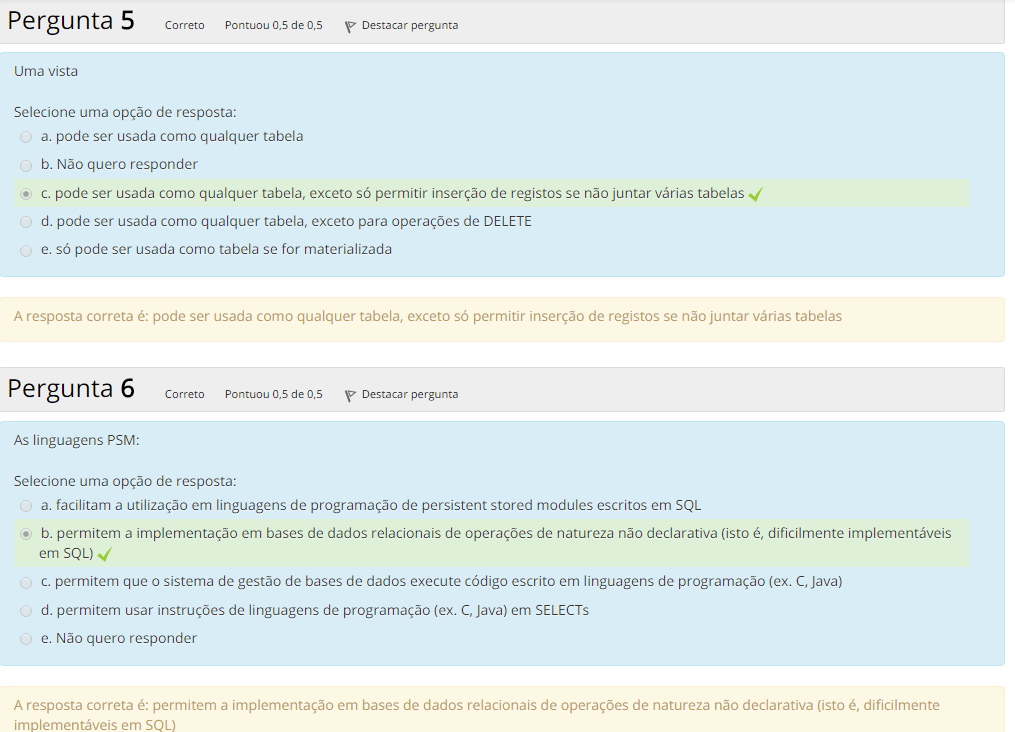 Pergunta 5 Correto Pontuou 0,5 de 0,5 Destacar pergunta
Uma vista
Selecione uma opção de resposta:
a. pode ser usada como qualquer tabela
b. Não quero responder
c. pode ser usada como qualquer tabela, exceto só permitir inserção de registos se não juntar várias tabelas
d. pode ser usada como qualquer tabela, exceto para operações de DELETE
e. só pode ser usada como tabela se for materializada
A resposta correta é: pode ser usada como qualquer tabela, exceto só permitir inserção de registos se não juntar várias tabelas
Pergunta 6 Correto Pontuou 0,5 de 0,5 Destacar pergunta
As linguagens PSM:
Selecione uma opção de resposta:
a. facilitam a utilização em linguagens de programação de persistent stored modules escritos em SQL
b. permitem a implementação em bases de dados relacionais de operações de natureza não declarativa (isto é, dificilmente implementáveis
em SQL)
c. permitem que o sistema de gestão de bases de dados execute código escrito em linguagens de programação (ex. C, Java)
d. permitem usar instruções de linguagens de programação (ex. C, Java) em SELECTs
e. Não quero responder
A resposta correta é: permitem a implementação em bases de dados relacionais de operações de natureza não declarativa (isto é, dificilmente
implementáveis em SQL)